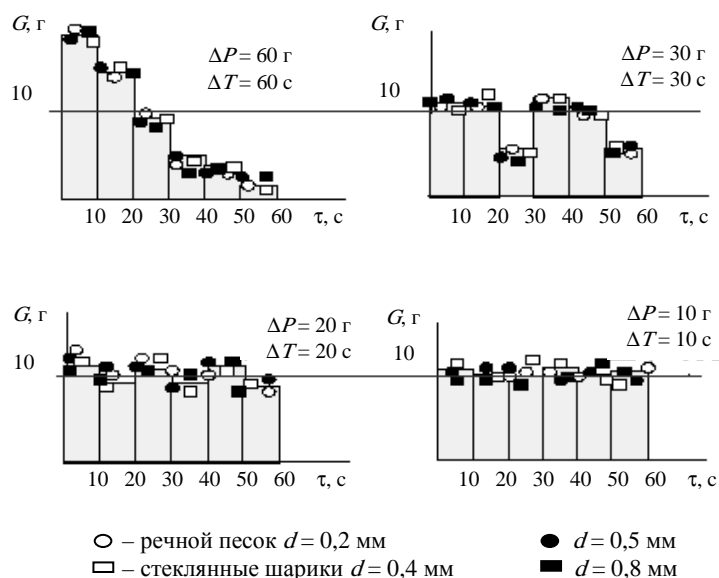 G, г
ΔP = 60 г
ΔT = 60 с
10
10 20 30 40 50 60 τ, с
G, г
ΔP = 30 г
ΔT = 30 с
10
10 20 30 40 50 60 τ, с
G, г
ΔP = 20 г
ΔT = 20 с
10
10 20 30 40 50 60 τ, с
G, г
ΔP = 10 г
ΔT = 10 с
10
10 20 30 40 50 60 τ, с
– речной песок d = 0,2 мм
d = 0,5 мм
– стеклянные шарики d = 0,4 мм
d = 0,8 мм